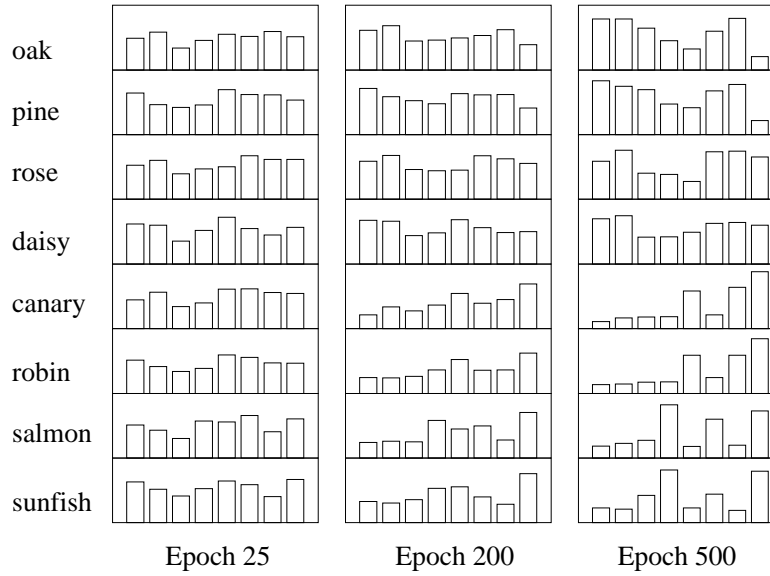 oak
pine
rose
daisy
canary
robin
salmon
sunfish
Epoch 25 Epoch 200 Epoch 500